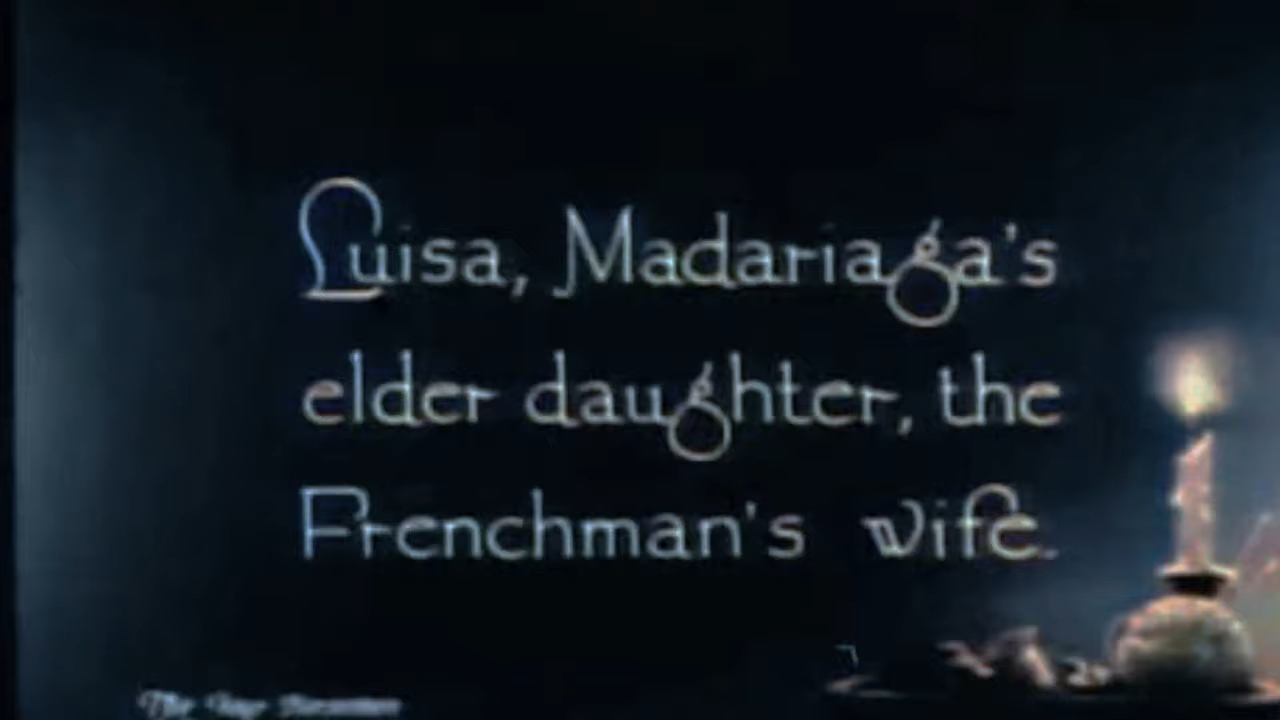 Luisa, Madariaga's
elder daughter, the
Frenchman's wife.